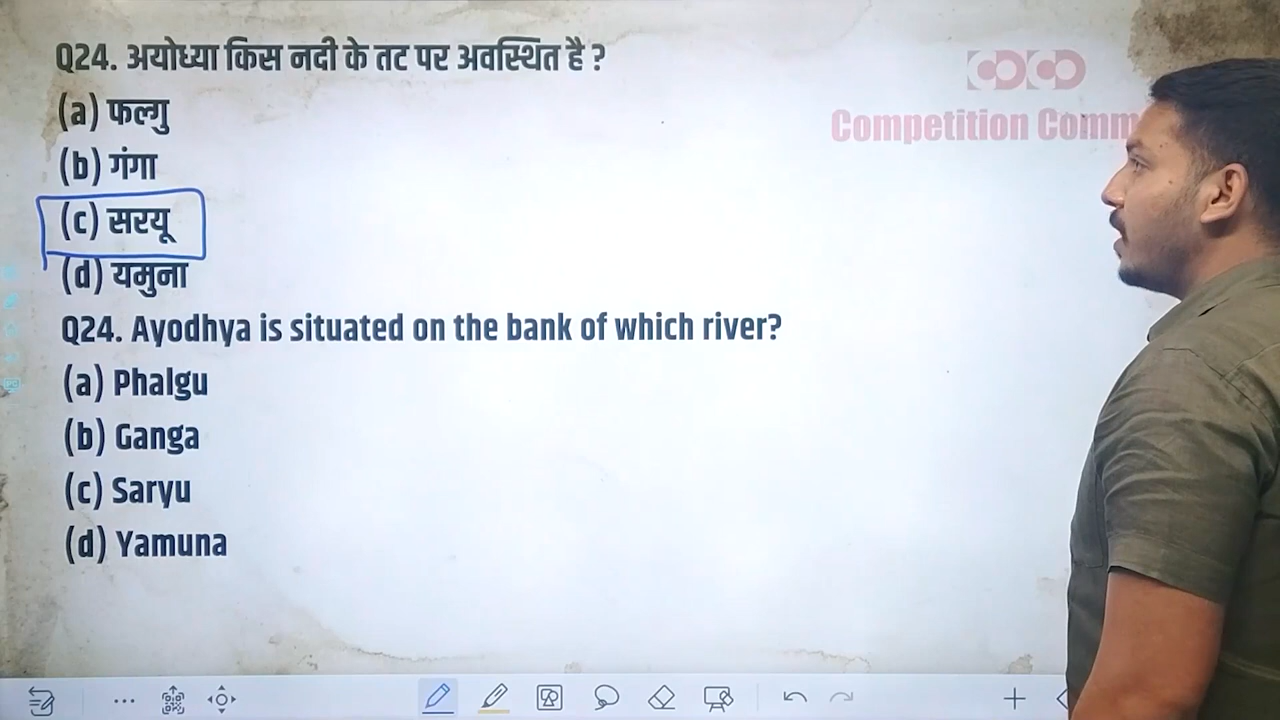 Q24. अयोध्या किस नदी के तट पर अवस्थित है ?
(a) फल्गु
(b) गंगा
(c) सरयू
(d) यमुना
Q24. Ayodhya is situated on the bank of which river?
(a) Phalgu
(b) Ganga
(c) Saryu
(d) Yamuna
Competition